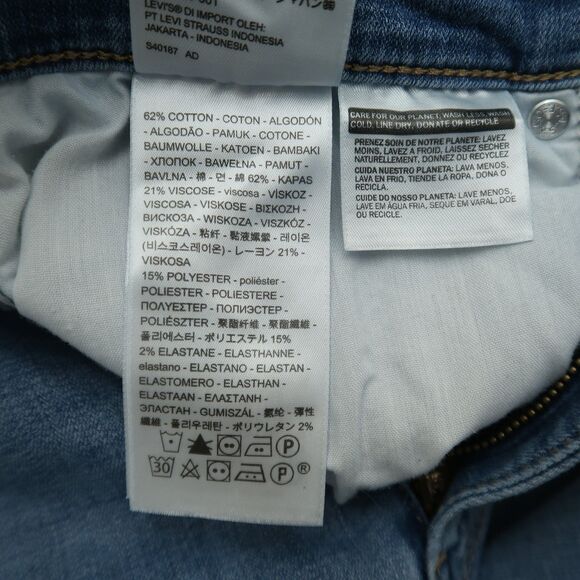 LEVI'S® DI IMPORT OLEH:
PT LEVI STRAUSS INDONESIA
JAKARTA - INDONESIA
S40187 AD
62% COTTON - COTON - ALGODÓN
- ALGODÃO - PAMUK - COTONE -
BAUMWOLLE - KATOEN - BAMBAKI
- ХЛОПОК - BAWEŁNA - PAMUT -
BAVLNA - 棉 - 면 - 綿 62% - KAPAS
21% VISCOSE - viscosa - VİSKOZ -
VISCOSA - VISKOSE - ΒΙΣΚΟΖΗ -
ВИСКОЗА - WISKOZA - VISZKÓZ -
VISKÓZA - 粘纤 - 黏液嫘縈 - 레이온
(비스코스레이온) - レーヨン 21% -
VISKOSA
15% POLYESTER - poliéster -
POLIESTER - POLIESTERE -
ΠΟΛΥΕΣΤΕΡ - ПОЛИЭСТЕР -
POLIÉSZTER - 聚酯纤维 - 聚酯纖維 -
폴리에스터 - ポリエステル 15%
2% ELASTANE - ELASTHANNE -
elastano - ELASTANO - ELASTAN -
ELASTOMERO - ELASTHAN -
ELASTAAN - ΕΛΑΣΤΑΝΗ -
ЭЛАСТАН - GUMISZÁL - 氨纶 - 彈性
纖維 - 폴리우레탄 - ポリウレタン 2%
30 P ®
CARE FOR OUR PLANET: WASH LESS, WASH
COLD, LINE DRY, DONATE OR RECYCLE
PRENEZ SOIN DE NOTRE PLANETE: LAVEZ
MOINS, LAVEZ À FROID, LAISSEZ SÉCHER
NATURELLEMENT, DONNEZ OU RECYCLEZ
CUIDA NUESTRO PLANETA: LAVA MENOS,
LAVA EN FRIO, TIENDE LA ROPA, DONA O
RECICLA.
CUIDE DO NOSSO PLANETA: LAVE MENOS,
LAVE EM ÁGUA FRIA, SEQUE EM VARAL, DOE
OU RECICLE.